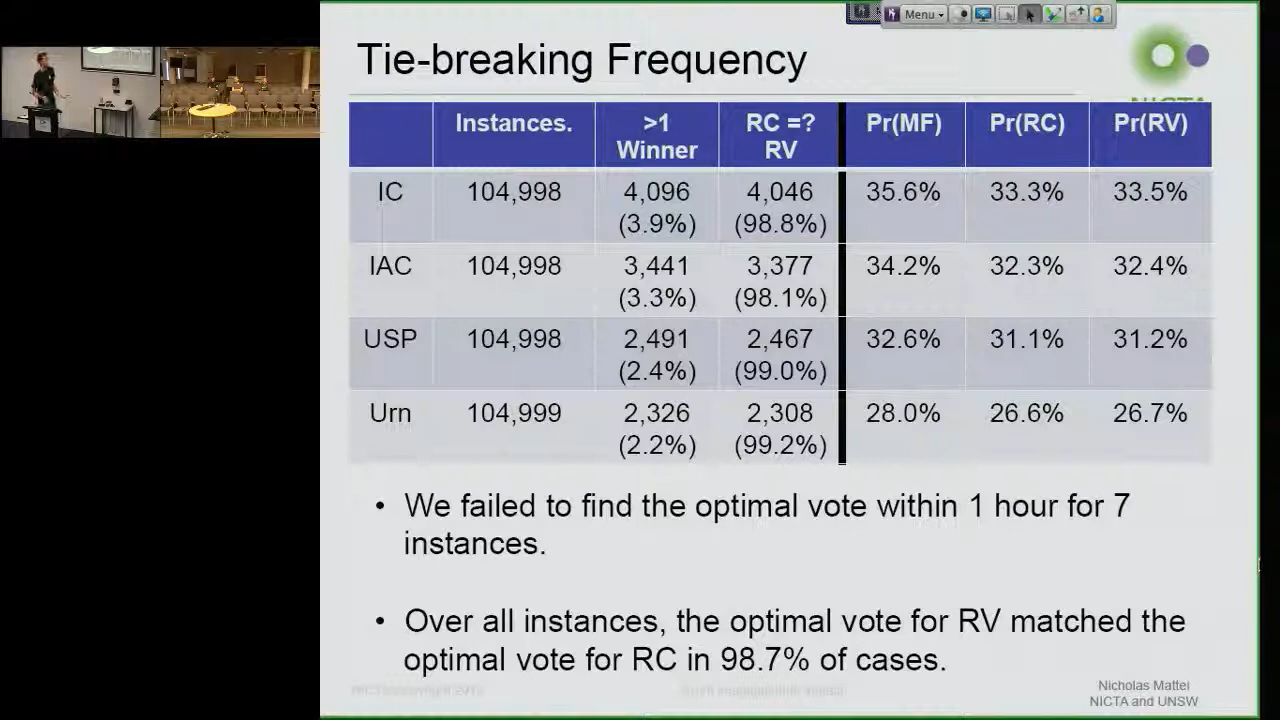 Menu
Tie-breaking Frequency
NICTA
Instances. >1 Winner RC =? RV Pr(MF) Pr(RC) Pr(RV)
IC 104,998 4,096 (3.9%) 4,046 (98.8%) 35.6% 33.3% 33.5%
IAC 104,998 3,441 (3.3%) 3,377 (98.1%) 34.2% 32.3% 32.4%
USP 104,998 2,491 (2.4%) 2,467 (99.0%) 32.6% 31.1% 31.2%
Urn 104,999 2,326 (2.2%) 2,308 (99.2%) 28.0% 26.6% 26.7%
• We failed to find the optimal vote within 1 hour for 7
instances.
• Over all instances, the optimal vote for RV matched the
optimal vote for RC in 98.7% of cases.
Nicholas Mattei
NICTA and UNSW